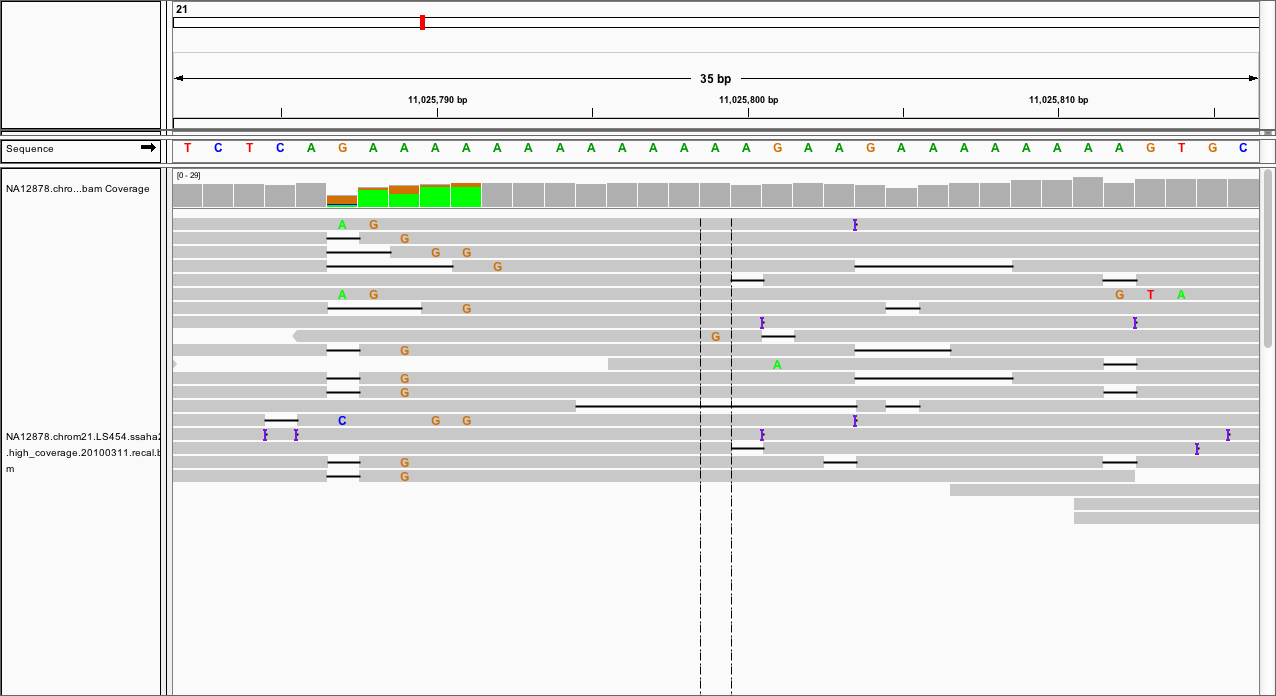 21
35 bp
11,025,790 bp 11,025,800 bp 11,025,810 bp
Sequence T C T C A G A A A A A A A A A A A A A G A A G A A A A A A A A G T G C
[0 - 29]
NA12878.chro...bam Coverage
A G
G
G G
G
A G G T A
G
G
G
A
G
G
C G G
NA12878.chrom21.LS454.ssaha2
.high_coverage.20100311.recal.b
m
G
G